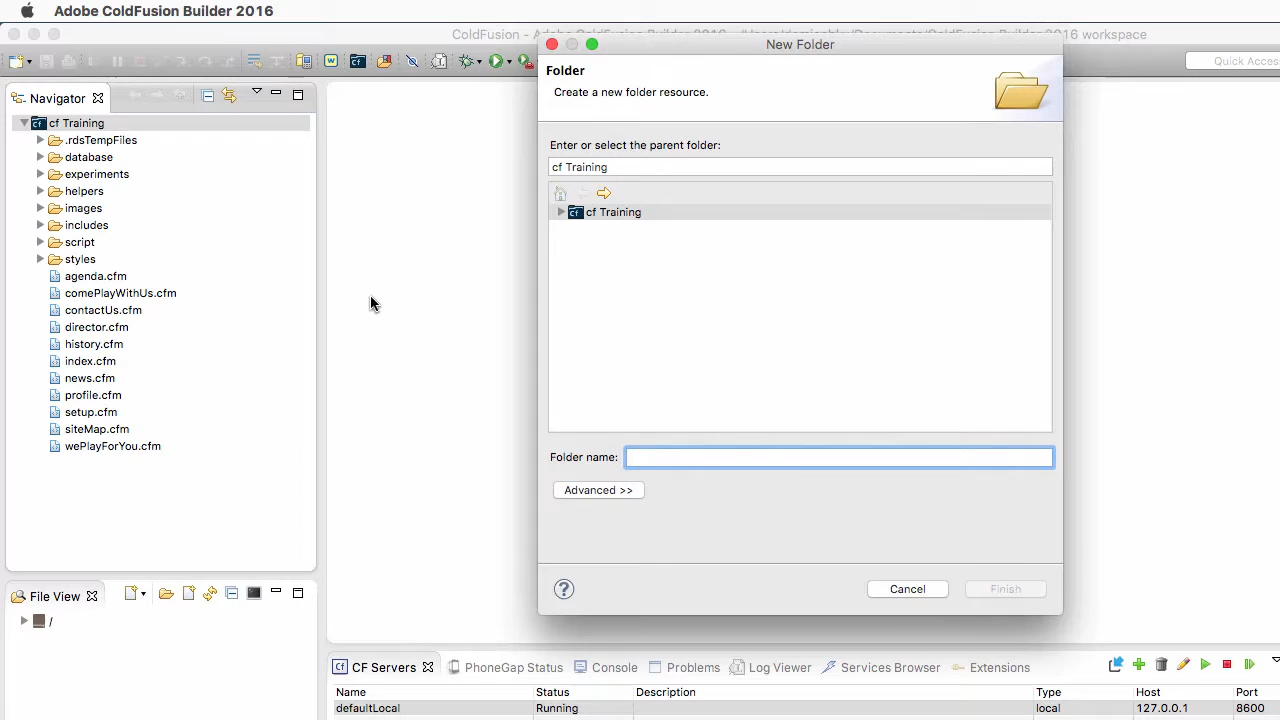 Adobe ColdFusion Builder 2016
New Folder
Folder
Create a new folder resource.
Quick Acces
Navigator
cf Training
.rdsTempFiles
database
experiments
helpers
images
includes
script
styles
agenda.cfm
comePlayWithUs.cfm
contactUs.cfm
director.cfm
history.cfm
index.cfm
news.cfm
profile.cfm
setup.cfm
siteMap.cfm
wePlayForYou.cfm
Enter or select the parent folder:
cf Training
cf Training
Folder name:
Advanced >>
Cancel
Finish
File View
/
CF Servers
PhoneGap Status
Console
Problems
Log Viewer
Services Browser
Extensions
Name Status Description Type Host Port
defaultLocal Running local 127.0.0.1 8600